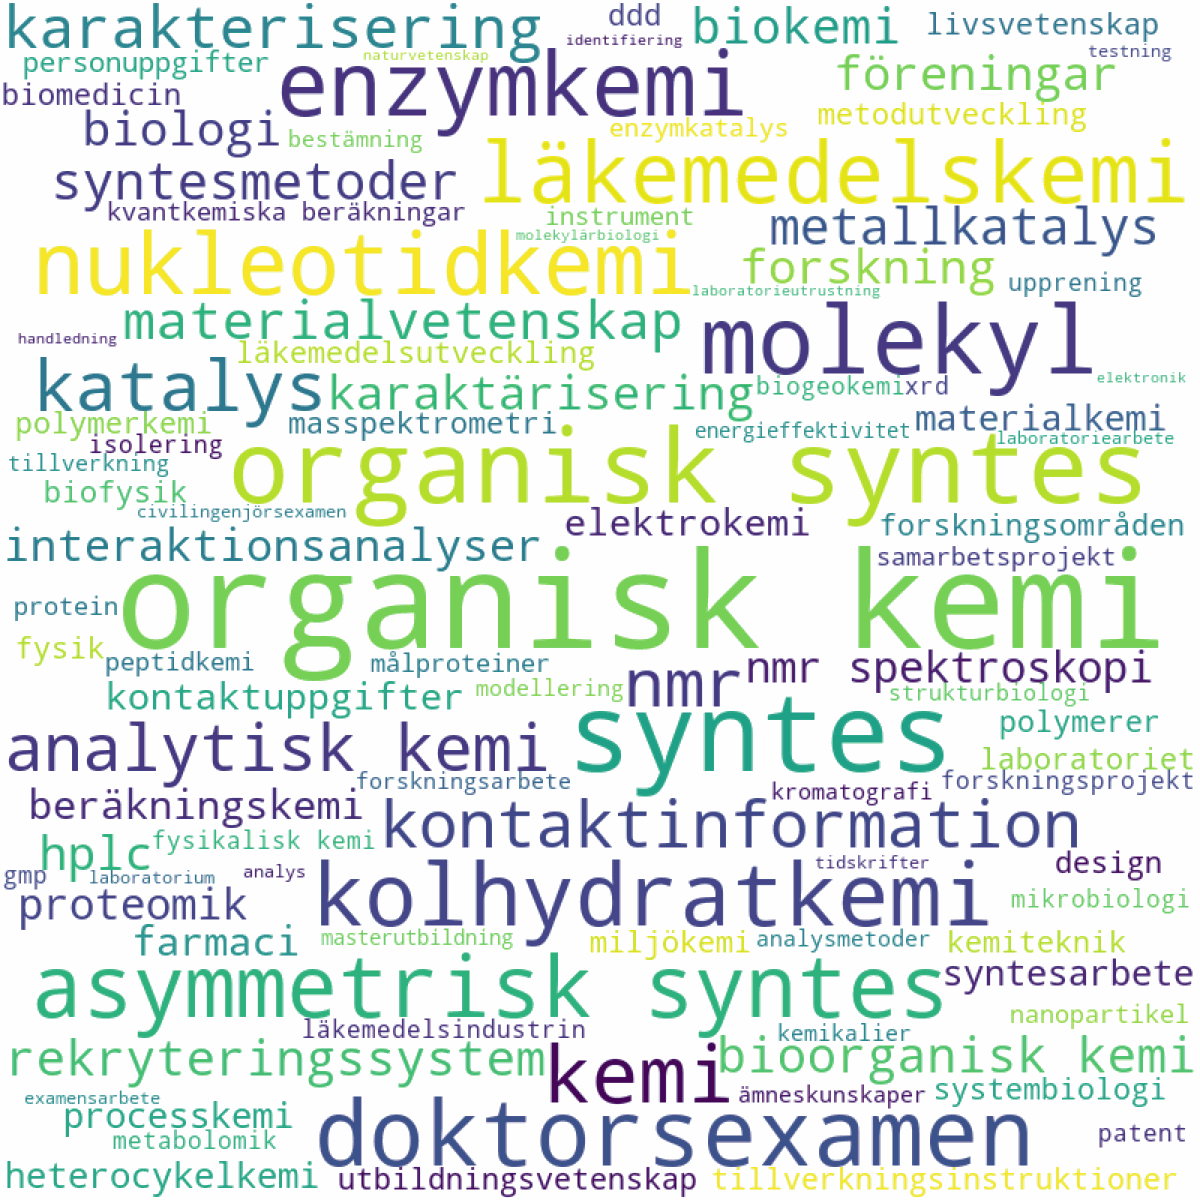 karakterisering
ddd
identifiering
biokemi
livsvetenskap
testning
personuppgifter
naturvetenskap
enzymkemi
föreningar
biomedicin
biologi
bestämning
enzymkatalys
metodutveckling
syntesmetoder
läkemedelskemi
kvantkemiska beräkningar
instrument
metallkatalys
molekylärbiologi
nukleotidkemi
forskning
upprening
laboratorieutrustning
materialvetenskap
molekyl
handledning
läkemedelsutveckling
katalys
karaktärisering
biogeokemi
xrd
elektronik
polymerkemi
masspektrometri
materialkemi
isolering
energieffektivitet
laboratoriearbete
tillverkning
organisk syntes
biofysik
civilingenjörsexamen
elektrokemi
forskningsområden
interaktionsanalyser
samarbetsprojekt
organisk kemi
protein
fysik
peptidkemi
målproteiner
nmr
nmr spektroskopi
kontaktuppgifter
modellering
strukturbiologi
syntes
polymerer
analytisk kemi
laboratoriet
forskningsarbete
forskningsprojekt
beräkningskemi
kromatografi
kontaktinformation
hplc
fysikalisk kemi
gmp
laboratorium
analys
tidskrifter
design
kolhydratkemi
proteomik
mikrobiologi
farmaci
masterutbildning
miljökemi
analysmetoder
kemiteknik
asymmetrisk syntes
syntesarbete
läkemedelsindustrin
kemikalier
nanopartikel
rekryteringssystem
kemi
bioorganisk kemi
examensarbete
ämneskunskaper
systembiologi
processkemi
doktorsexamen
metabolomik
patent
heterocykelkemi
utbildningsvetenskap
tillverkningsinstruktioner